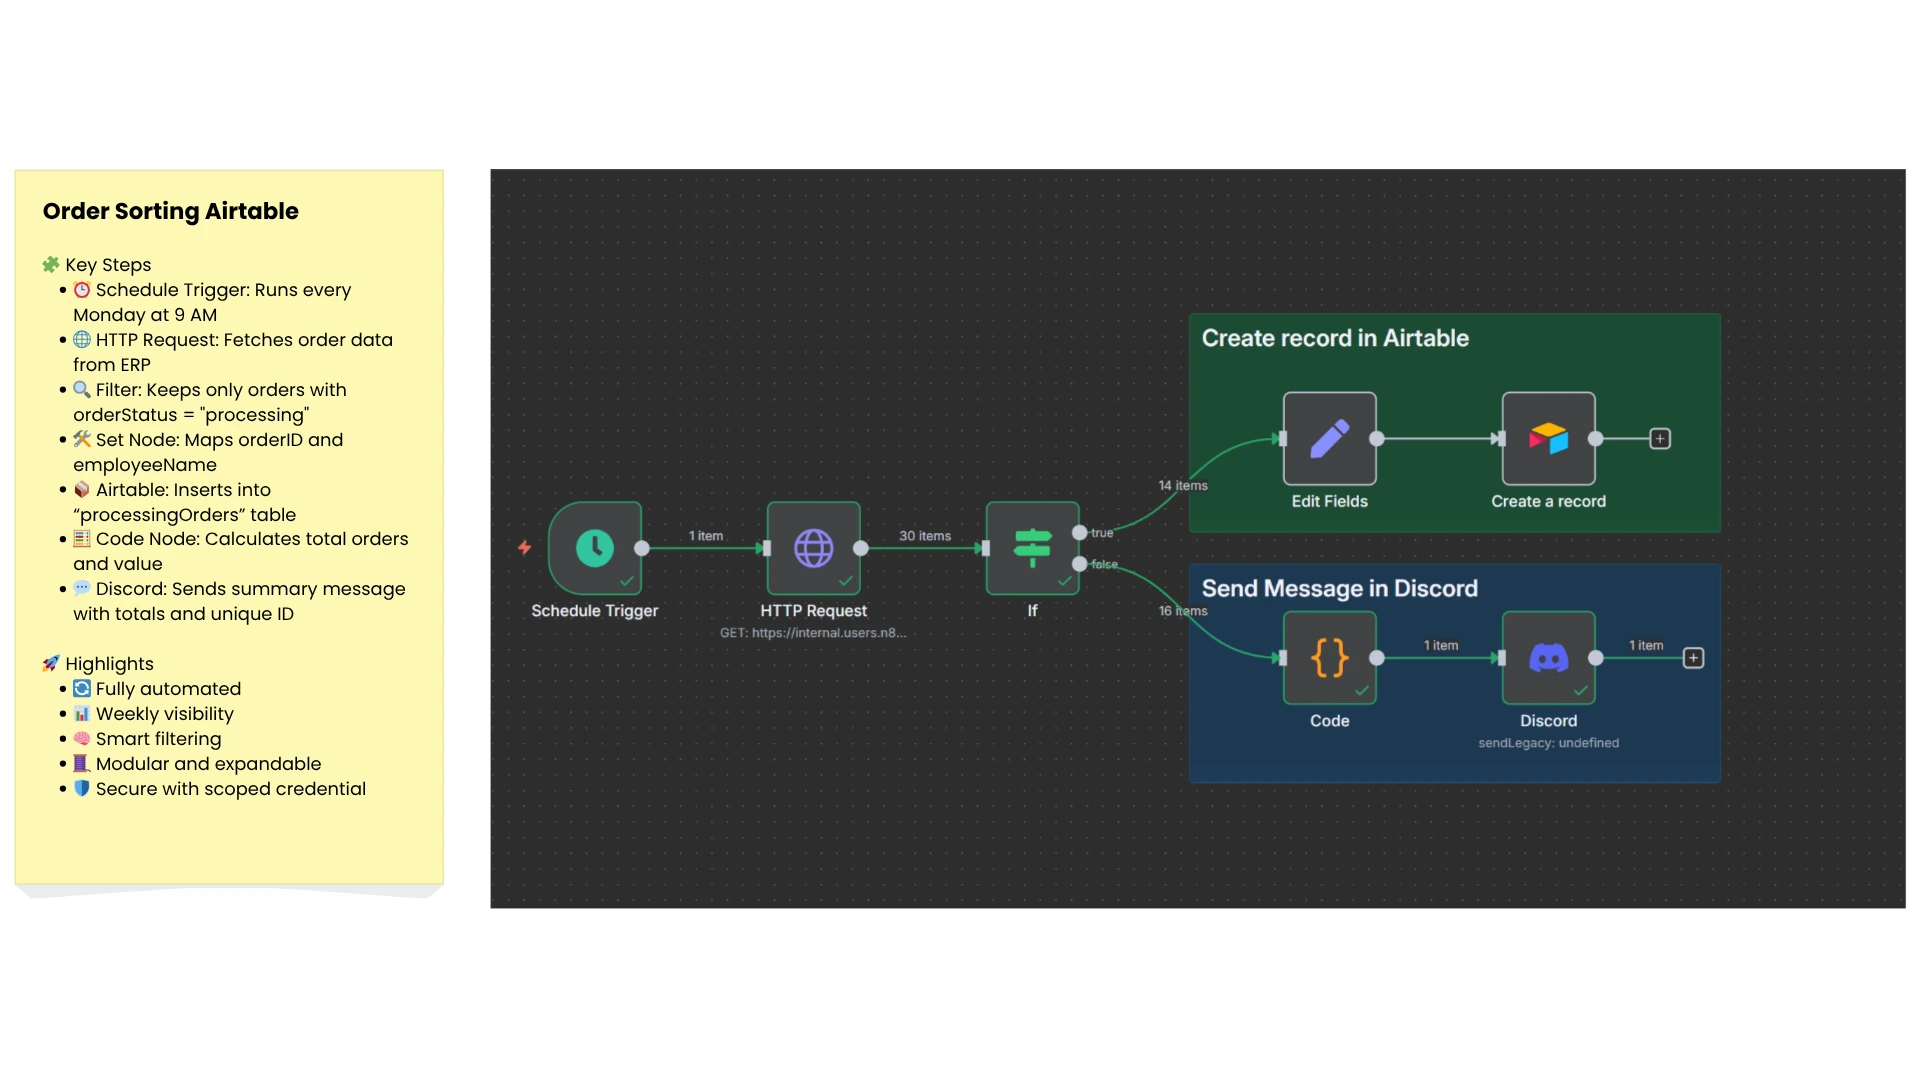 Order Sorting Airtable
🧩 Key Steps
• ⏰ Schedule Trigger: Runs every
Monday at 9 AM
• 🌐 HTTP Request: Fetches order data
from ERP
• 🔍 Filter: Keeps only orders with
orderStatus = "processing"
• 🛠 Set Node: Maps orderID and
employeeName
• 📦 Airtable: Inserts into
“processingOrders” table
• 🧮 Code Node: Calculates total orders
and value
• 💬 Discord: Sends summary message
with totals and unique ID
🚀 Highlights
• 🔄 Fully automated
• 📊 Weekly visibility
• 🧠 Smart filtering
• 🧵 Modular and expandable
• 🛡 Secure with scoped credential
Create record in Airtable
14 items
Edit Fields
Create a record
1 item
30 items
true
false
Schedule Trigger
HTTP Request
GET: https://internal.users.n8...
If
Send Message in Discord
16 items
1 item
1 item
Code
Discord
sendLegacy: undefined